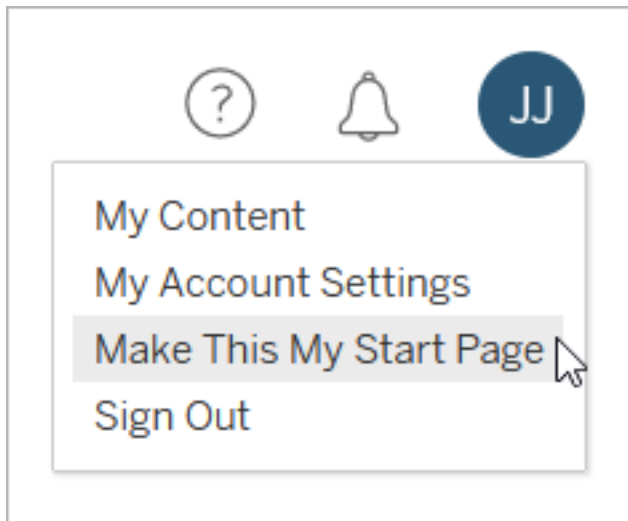 ?
JJ
My Content
My Account Settings
Make This My Start Page
Sign Out